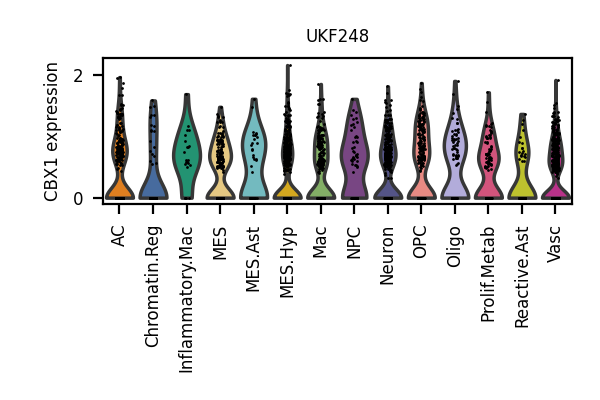 UKF248
CBX1 expression
2
0
AC
Chromatin.Reg
Inflammatory.Mac
MES
MES.Ast
MES.Hyp
Mac
NPC
Neuron
OPC
Oligo
Prolif.Metab
Reactive.Ast
Vasc